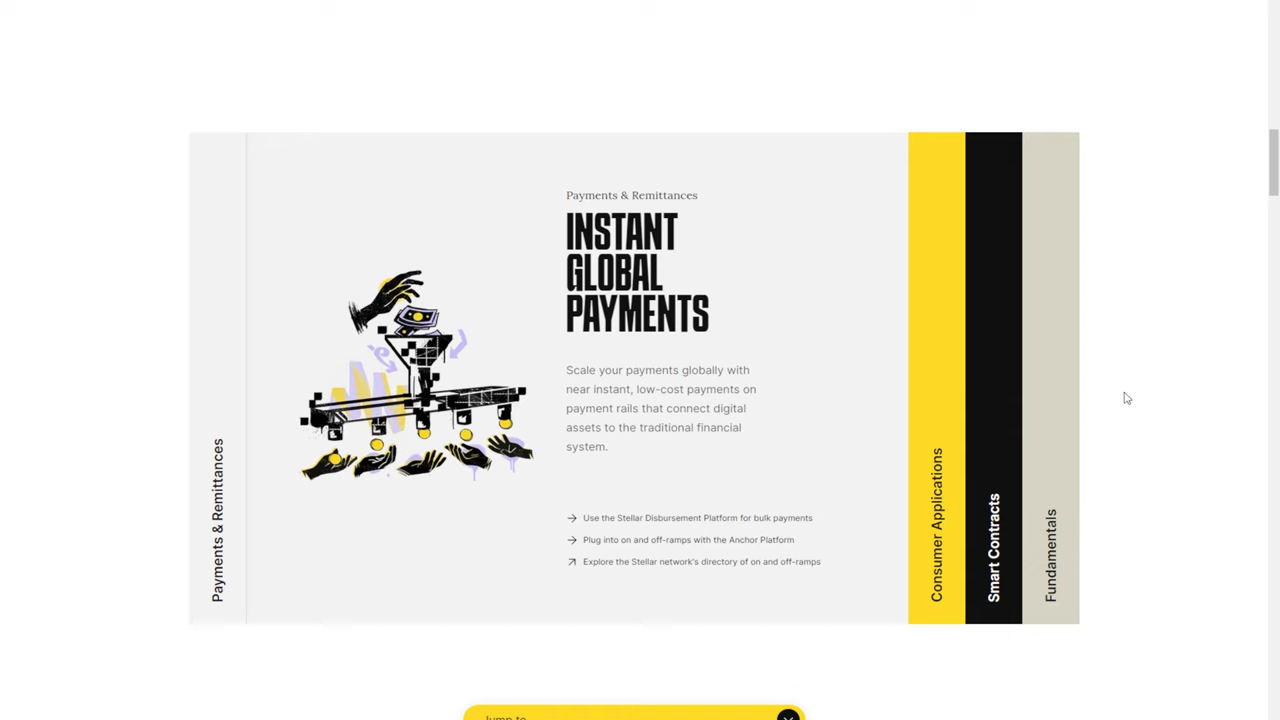 Payments & Remittances
Payments & Remittances
INSTANT
GLOBAL
PAYMENTS
Scale your payments globally with
near instant, low-cost payments on
payment rails that connect digital
assets to the traditional financial
system.
Use the Stellar Disbursement Platform for bulk payments
Plug into on and off-ramps with the Anchor Platform
Explore the Stellar network's directory of on and off-ramps
Consumer Applications
Smart Contracts
Fundamentals
Jump to